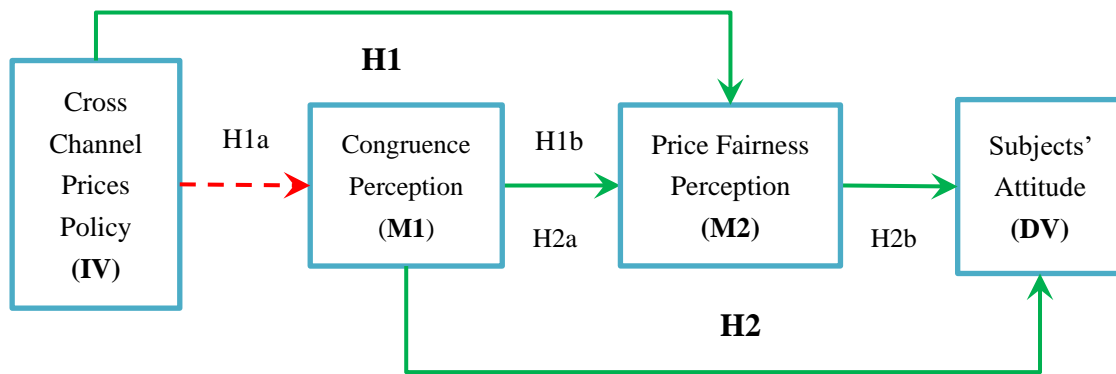 H1
Cross
Channel
Prices
Policy
(IV)
H1a
Congruence
Perception
(M1)
H1b
H2a
Price Fairness
Perception
(M2)
H2b
Subjects’
Attitude
(DV)
H2